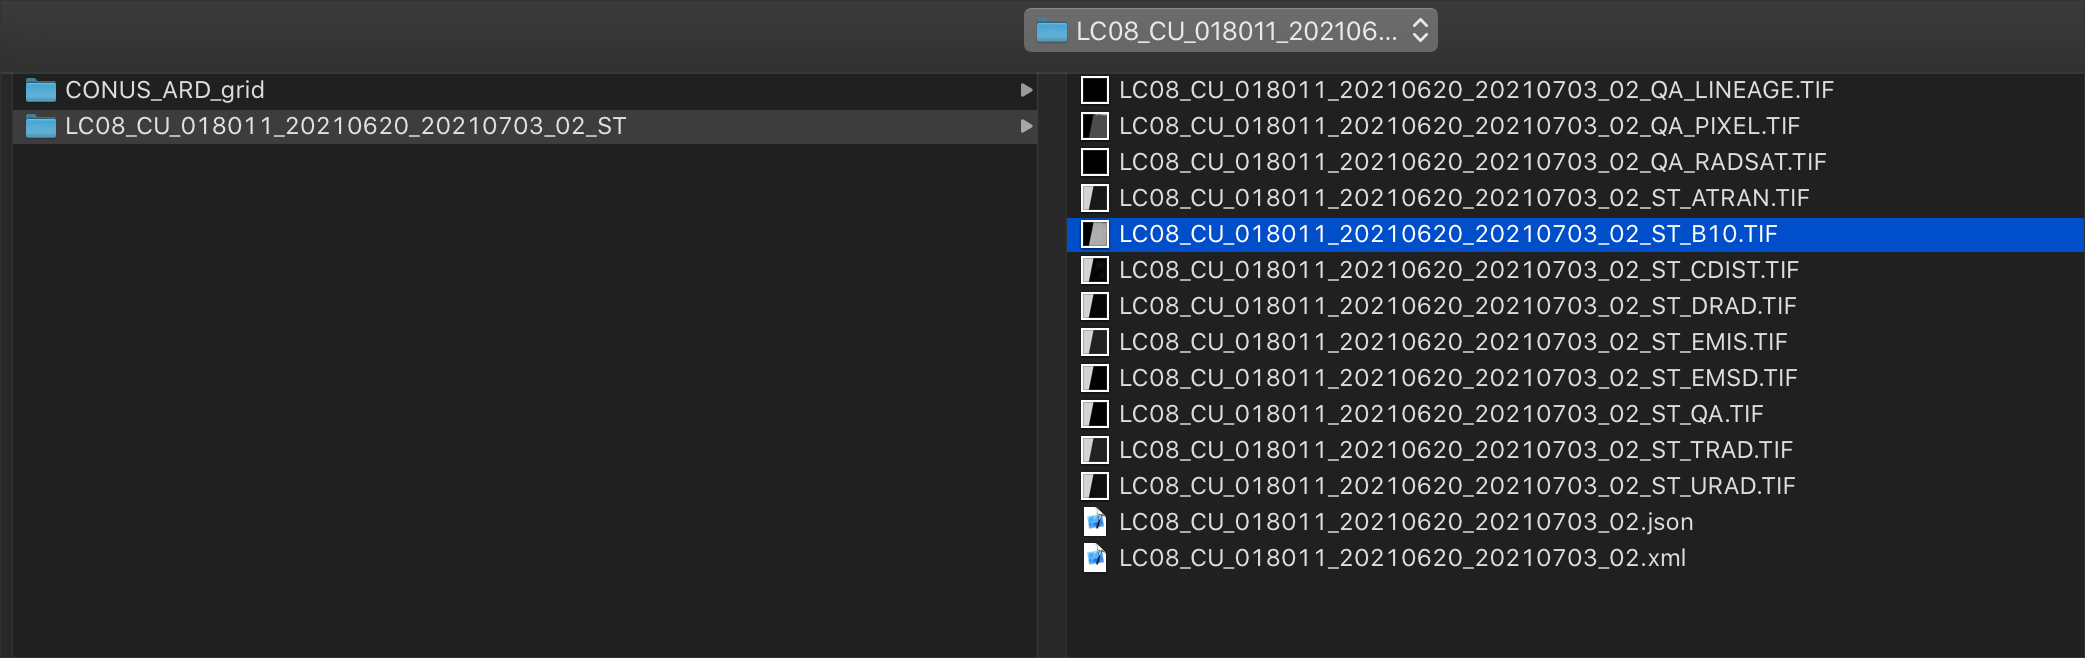 LC08_CU_018011_202106...
CONUS_ARD_grid
LC08_CU_018011_20210620_20210703_02_ST
LC08_CU_018011_20210620_20210703_02_QA_LINEAGE.TIF
LC08_CU_018011_20210620_20210703_02_QA_PIXEL.TIF
LC08_CU_018011_20210620_20210703_02_QA_RADSAT.TIF
LC08_CU_018011_20210620_20210703_02_ST_ATRAN.TIF
LC08_CU_018011_20210620_20210703_02_ST_B10.TIF
LC08_CU_018011_20210620_20210703_02_ST_CDIST.TIF
LC08_CU_018011_20210620_20210703_02_ST_DRAD.TIF
LC08_CU_018011_20210620_20210703_02_ST_EMIS.TIF
LC08_CU_018011_20210620_20210703_02_ST_EMSD.TIF
LC08_CU_018011_20210620_20210703_02_ST_QA.TIF
LC08_CU_018011_20210620_20210703_02_ST_TRAD.TIF
LC08_CU_018011_20210620_20210703_02_ST_URAD.TIF
LC08_CU_018011_20210620_20210703_02.json
LC08_CU_018011_20210620_20210703_02.xml